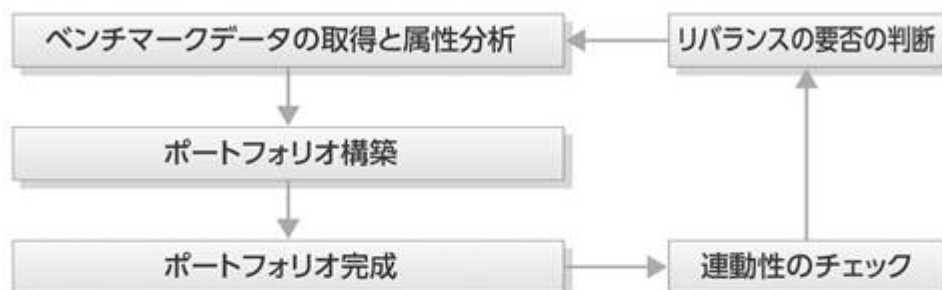 ベンチマークデータの取得と属性分析
リバランスの要否の判断
ポートフォリオ構築
ポートフォリオ完成
連動性のチェック